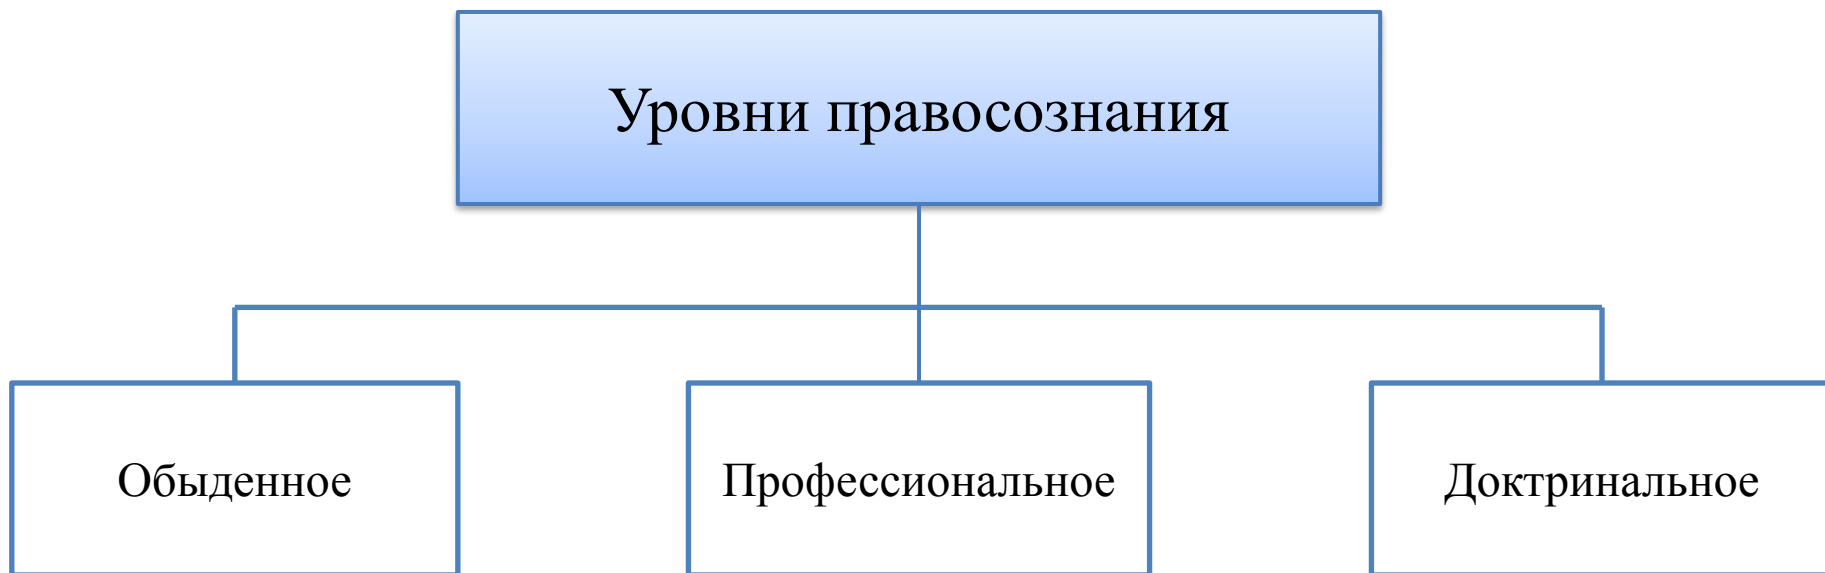 Уровни правосознания
Обыденное
Профессиональное
Доктринальное